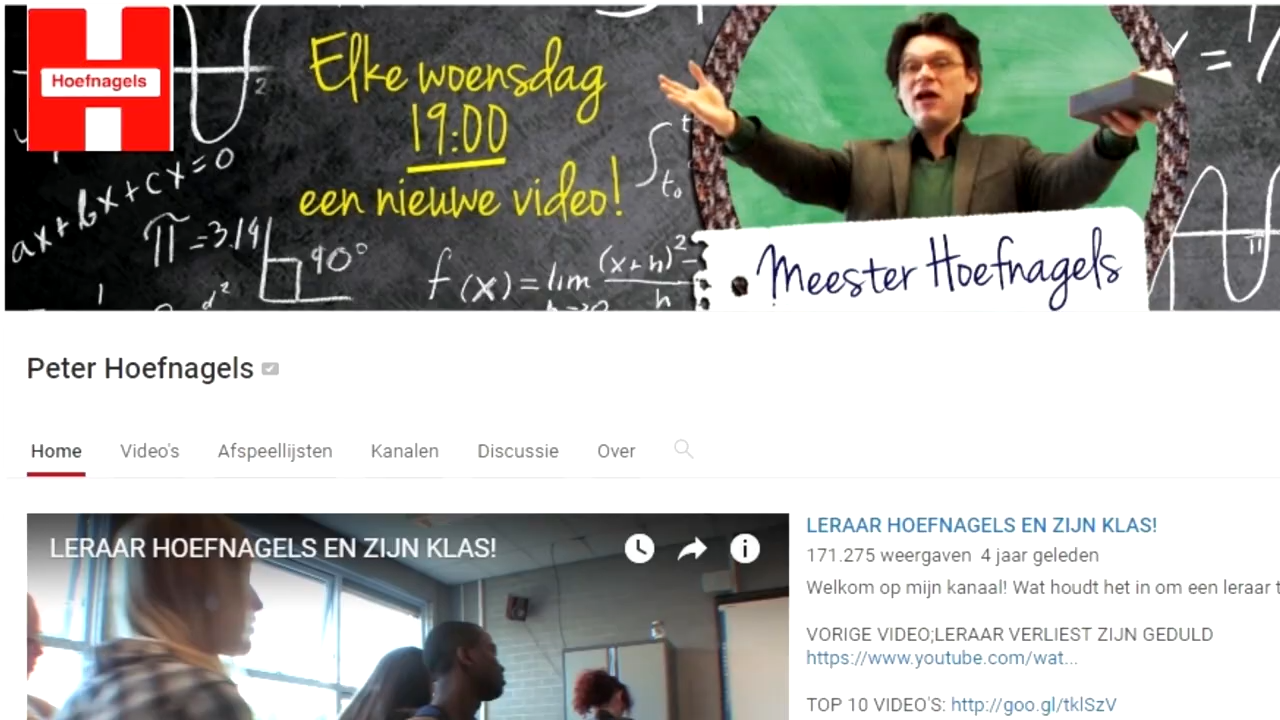 Hoefnagels
Elke woensdag
19:00
een nieuwe video!
2
ax+bx+cx=0
π=3.14
90°
f(x)=lim (x+h)²-
h
Meester Hoefnagels
Peter Hoefnagels
Home Video's Afspeellijsten Kanalen Discussie Over
LERAAR HOEFNAGELS EN ZIJN KLAS!
LERAAR HOEFNAGELS EN ZIJN KLAS!
171.275 weergaven 4 jaar geleden
Welkom op mijn kanaal! Wat houdt het in om een leraar t
VORIGE VIDEO;LERAAR VERLIEST ZIJN GEDULD
https://www.youtube.com/wat...
TOP 10 VIDEO'S: http://goo.gl/tklSzV